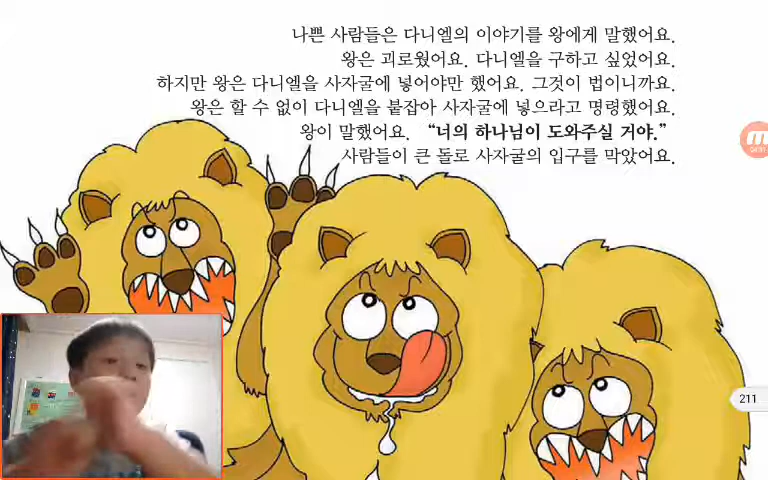 나쁜 사람들은 다니엘의 이야기를 왕에게 말했어요.
왕은 괴로웠어요. 다니엘을 구하고 싶었어요.
하지만 왕은 다니엘을 사자굴에 넣어야만 했어요. 그것이 법이니까요.
왕은 할 수 없이 다니엘을 붙잡아 사자굴에 넣으라고 명령했어요.
왕이 말했어요. “너의 하나님이 도와주실 거야.”
사람들이 큰 돌로 사자굴의 입구를 막았어요.
211